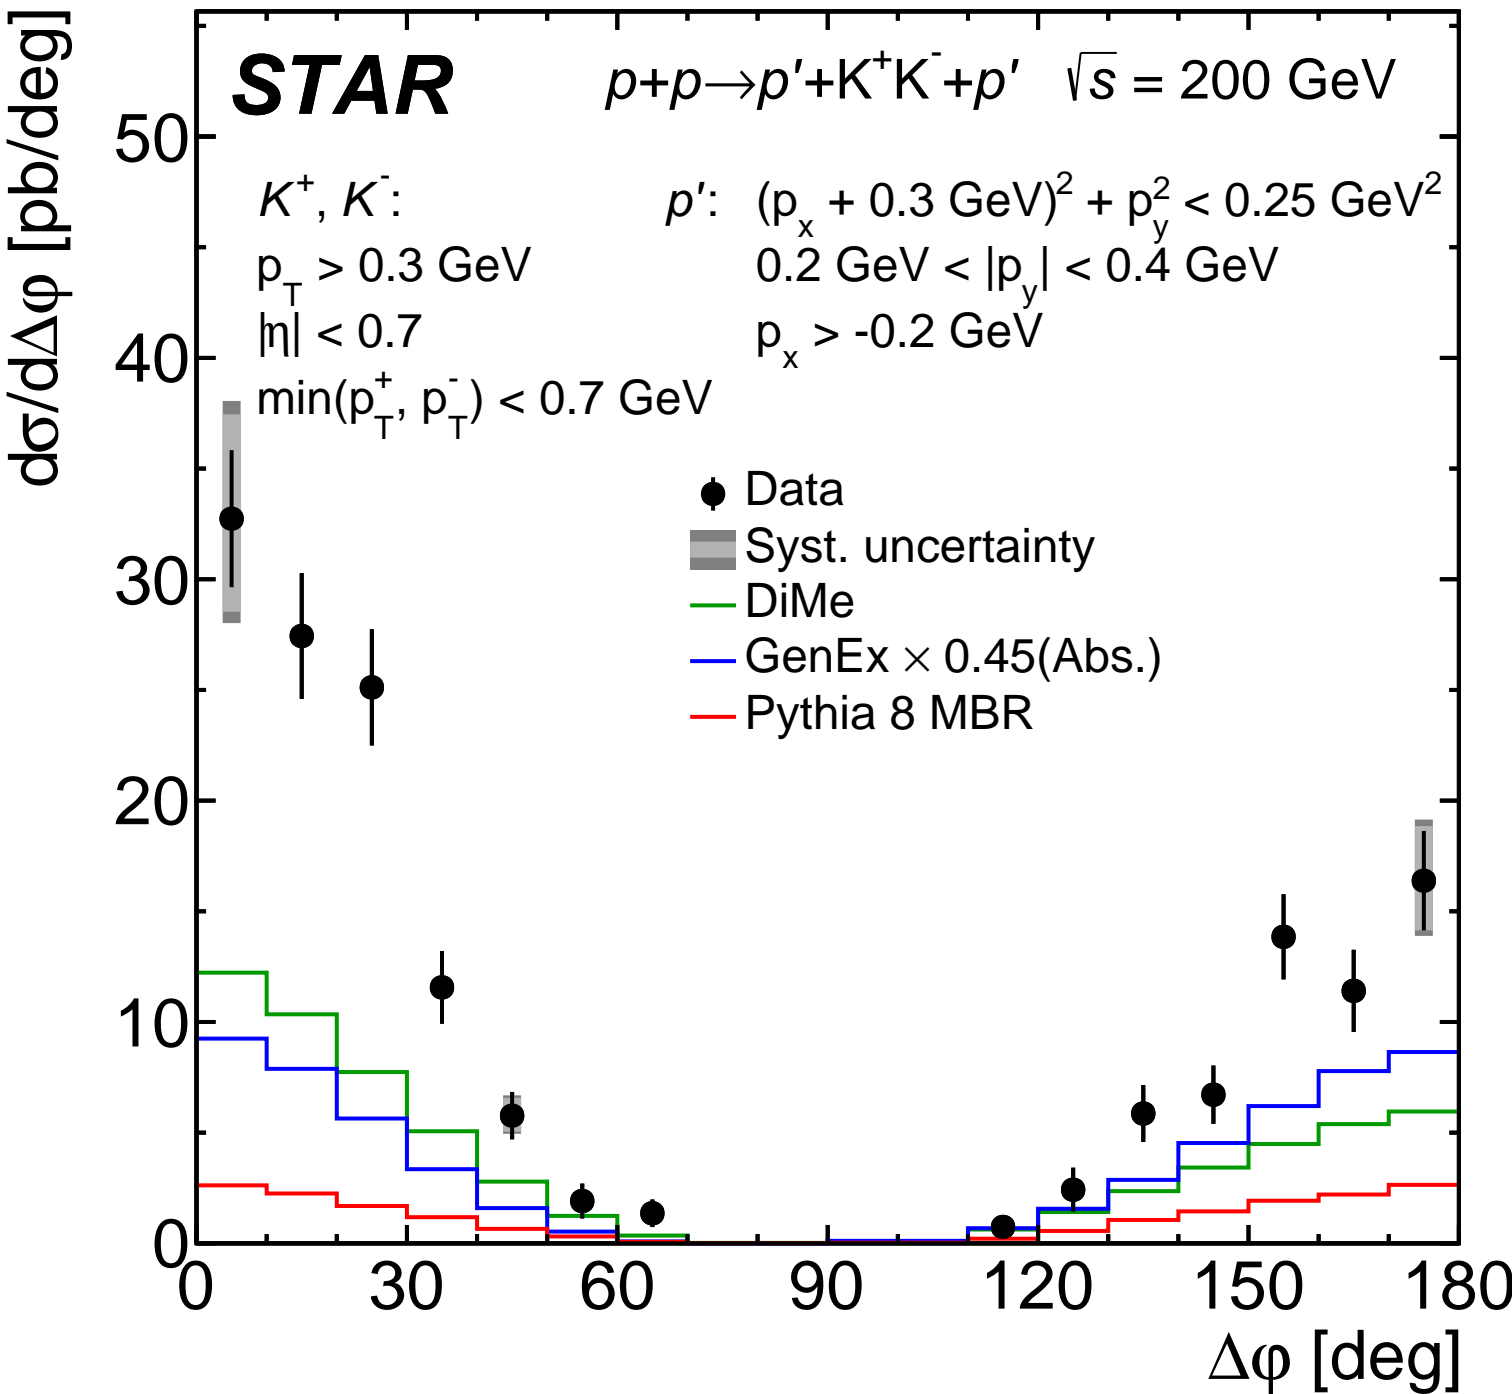 dσ/dΔφ [pb/deg]
STAR p+p→p′+K⁺K⁻+p′ √s = 200 GeV
K⁺, K⁻: p′: (pₓ + 0.3 GeV)² + p_y² < 0.25 GeV²
p_T > 0.3 GeV 0.2 GeV < |p_y| < 0.4 GeV
|η| < 0.7 pₓ > -0.2 GeV
min(p_T⁺, p_T⁻) < 0.7 GeV
Data
Syst. uncertainty
DiMe
GenEx × 0.45(Abs.)
Pythia 8 MBR
50
40
30
20
10
0
0 30 60 90 120 150 180
Δφ [deg]